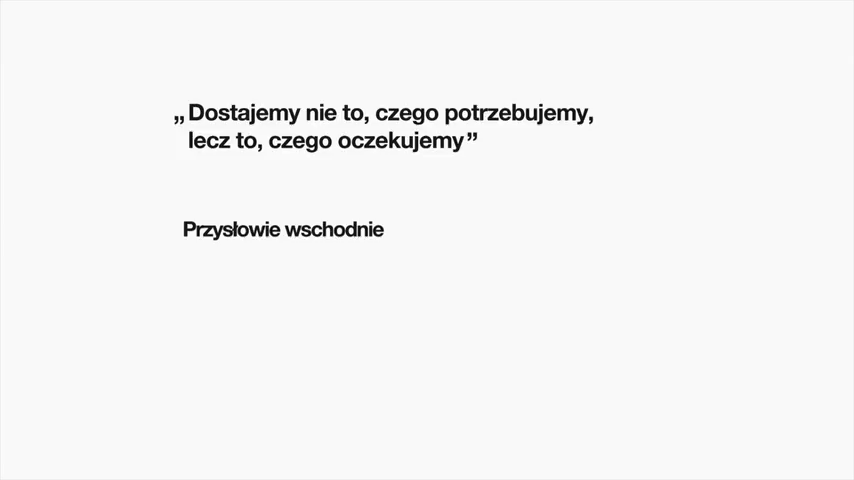 „Dostajemy nie to, czego potrzebujemy,
lecz to, czego oczekujemy”
Przysłowie wschodnie